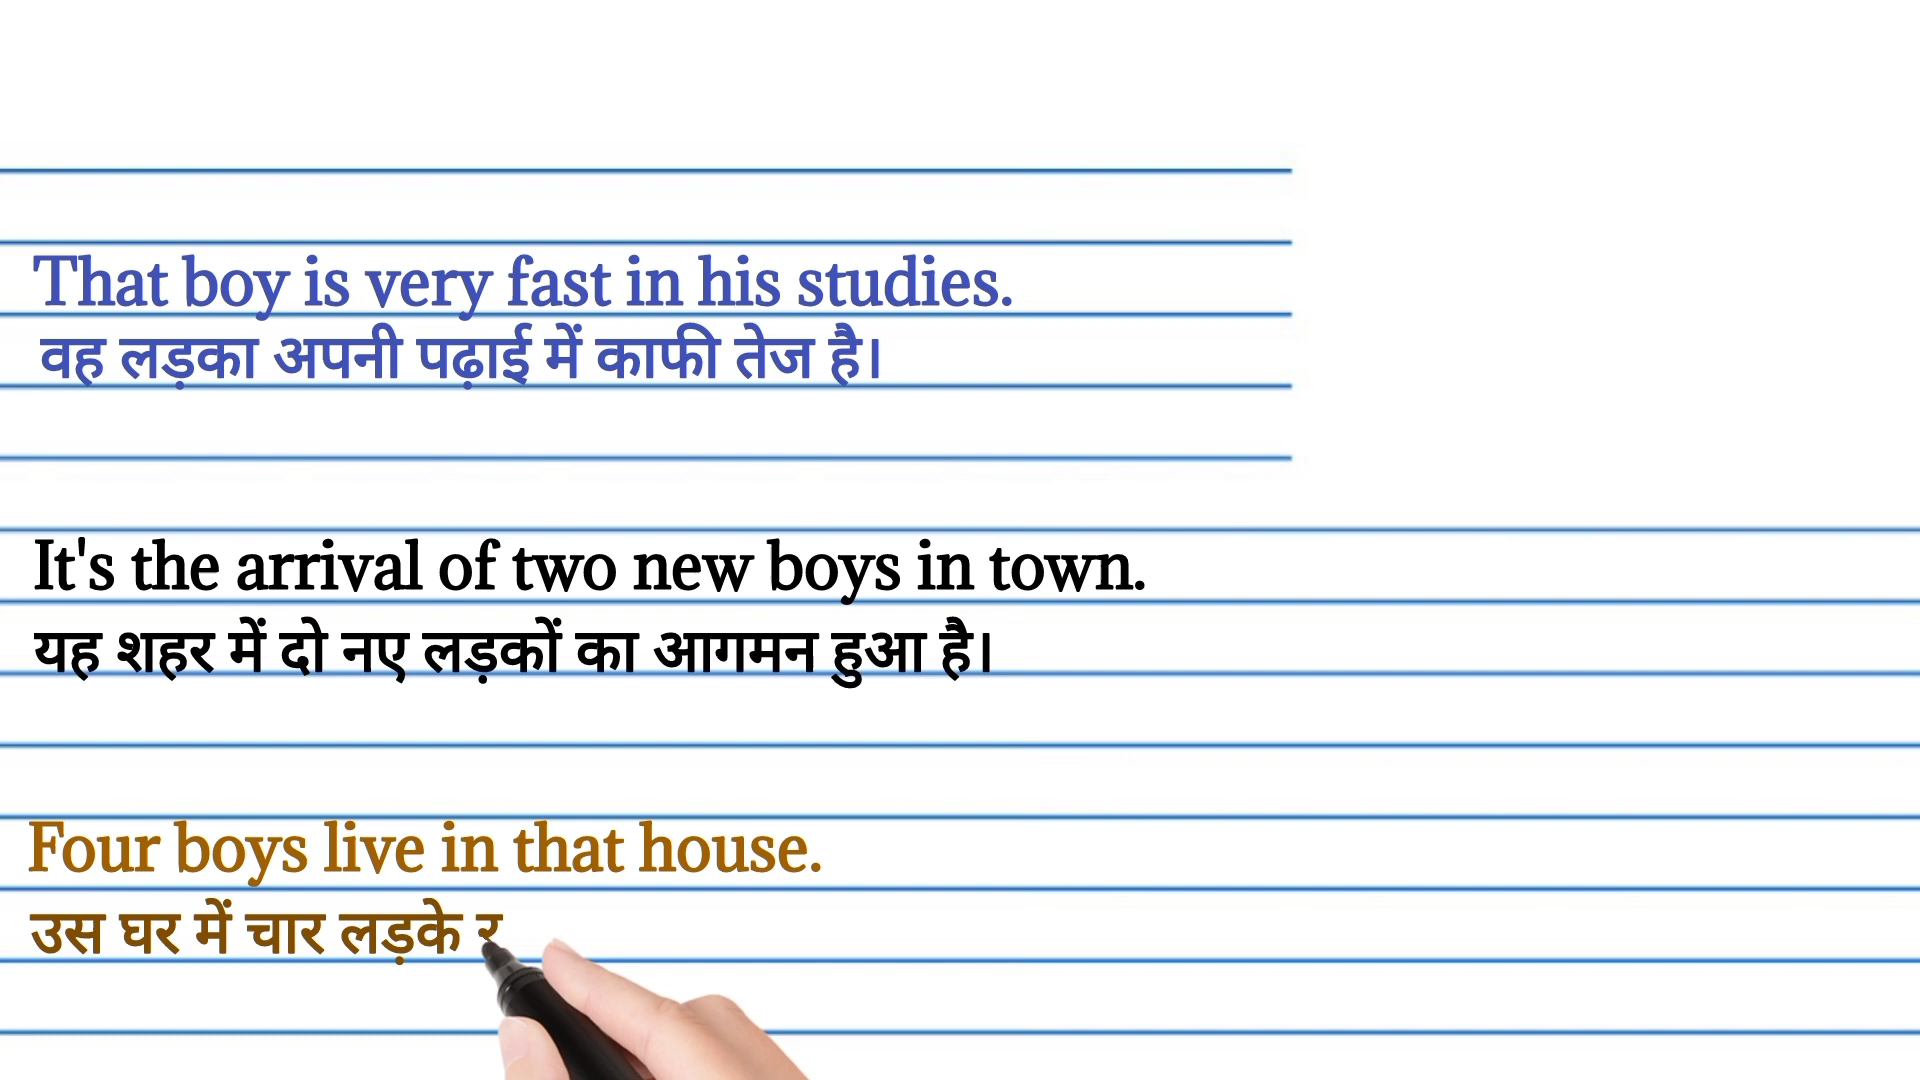 That boy is very fast in his studies.
वह लड़का अपनी पढ़ाई में काफी तेज है।
It's the arrival of two new boys in town.
यह शहर में दो नए लड़कों का आगमन हुआ है।
Four boys live in that house.
उस घर में चार लड़के र